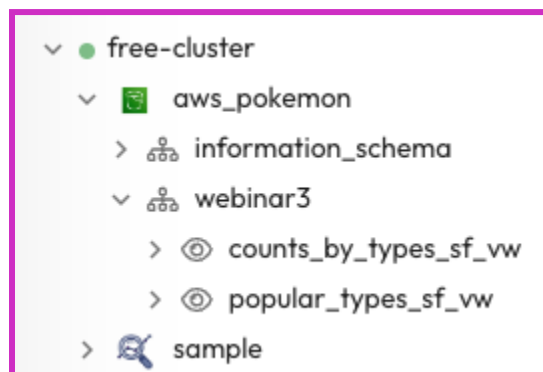 free-cluster
aws_pokemon
information_schema
webinar3
counts_by_types_sf_vw
popular_types_sf_vw
sample